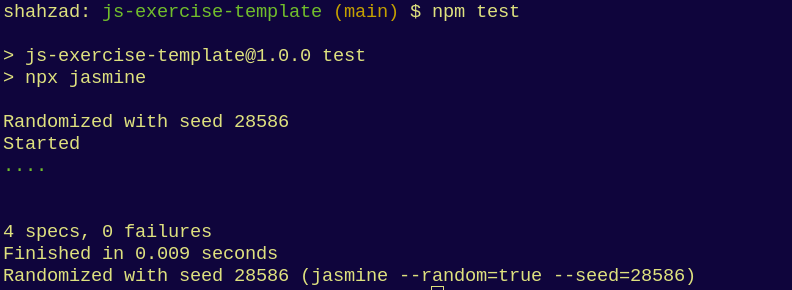 shahzad: js-exercise-template (main) $ npm test
> js-exercise-template@1.0.0 test
> npx jasmine
Randomized with seed 28586
Started
....
4 specs, 0 failures
Finished in 0.009 seconds
Randomized with seed 28586 (jasmine --random=true --seed=28586)